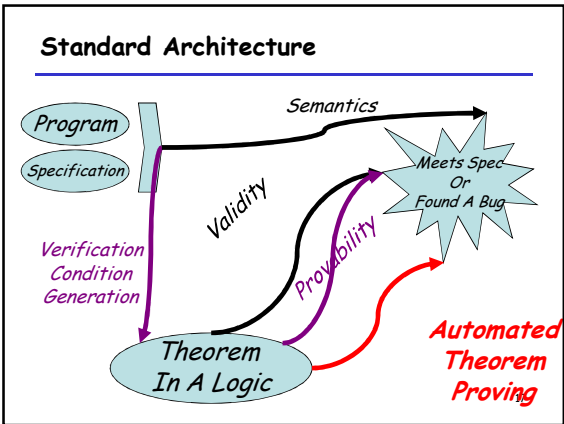 Standard Architecture
Program
Specification
Semantics
Meets Spec
Or
Found A Bug
Validity
Provability
Verification
Condition
Generation
Theorem
In A Logic
Automated
Theorem
Proving